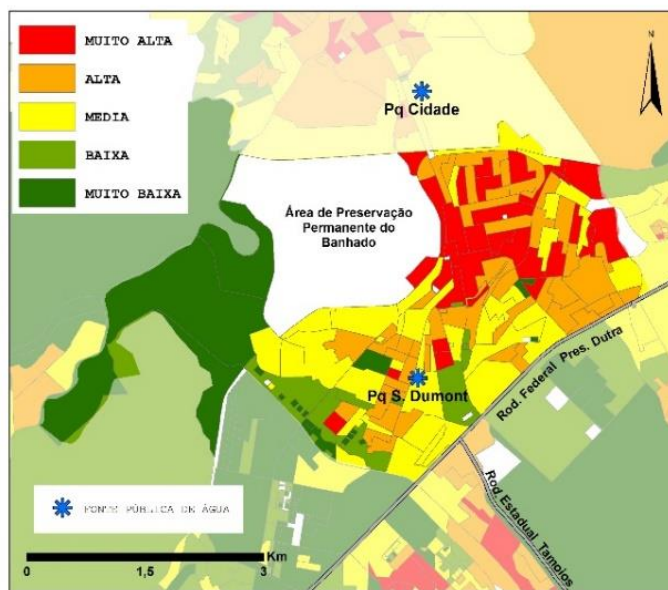 MUITO ALTA
ALTA
MEDIA
BAIXA
MUITO BAIXA
N
Pq Cidade
Área de Preservação
Permanente do
Banhado
Rod. Federal Pres. Dutra
Pq S. Dumont
Rod Estadual Tamoios
FONTE PÚBLICA DE ÁGUA
Km
0 1,5 3